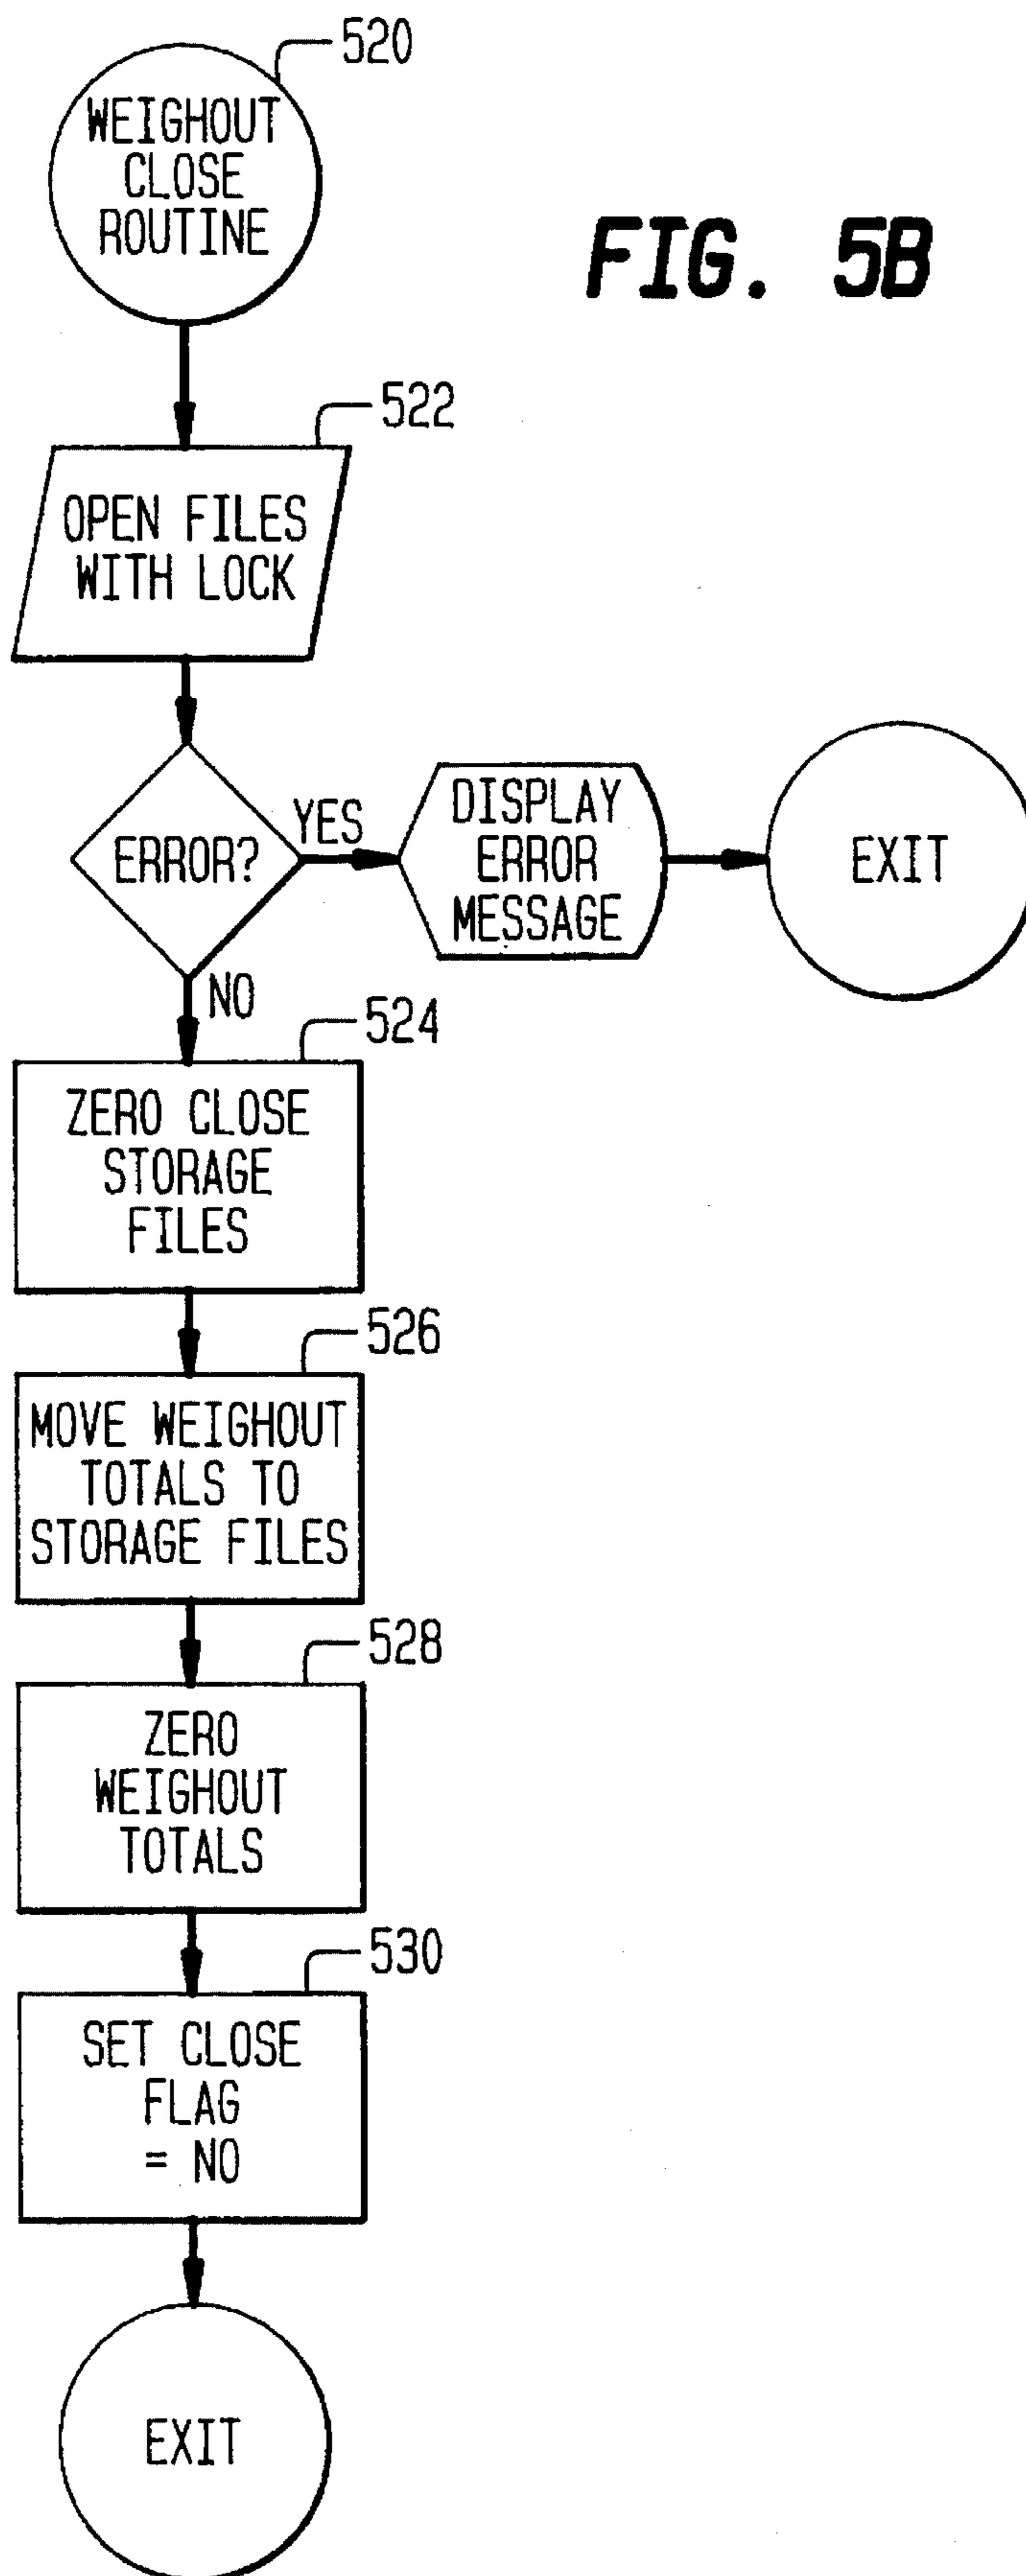 520
WEIGHOUT
CLOSE
ROUTINE
FIG. 5B
522
OPEN FILES
WITH LOCK
ERROR?
YES
DISPLAY
ERROR
MESSAGE
EXIT
NO
524
ZERO CLOSE
STORAGE
FILES
526
MOVE WEIGHOUT
TOTALS TO
STORAGE FILES
528
ZERO
WEIGHOUT
TOTALS
530
SET CLOSE
FLAG
= NO
EXIT